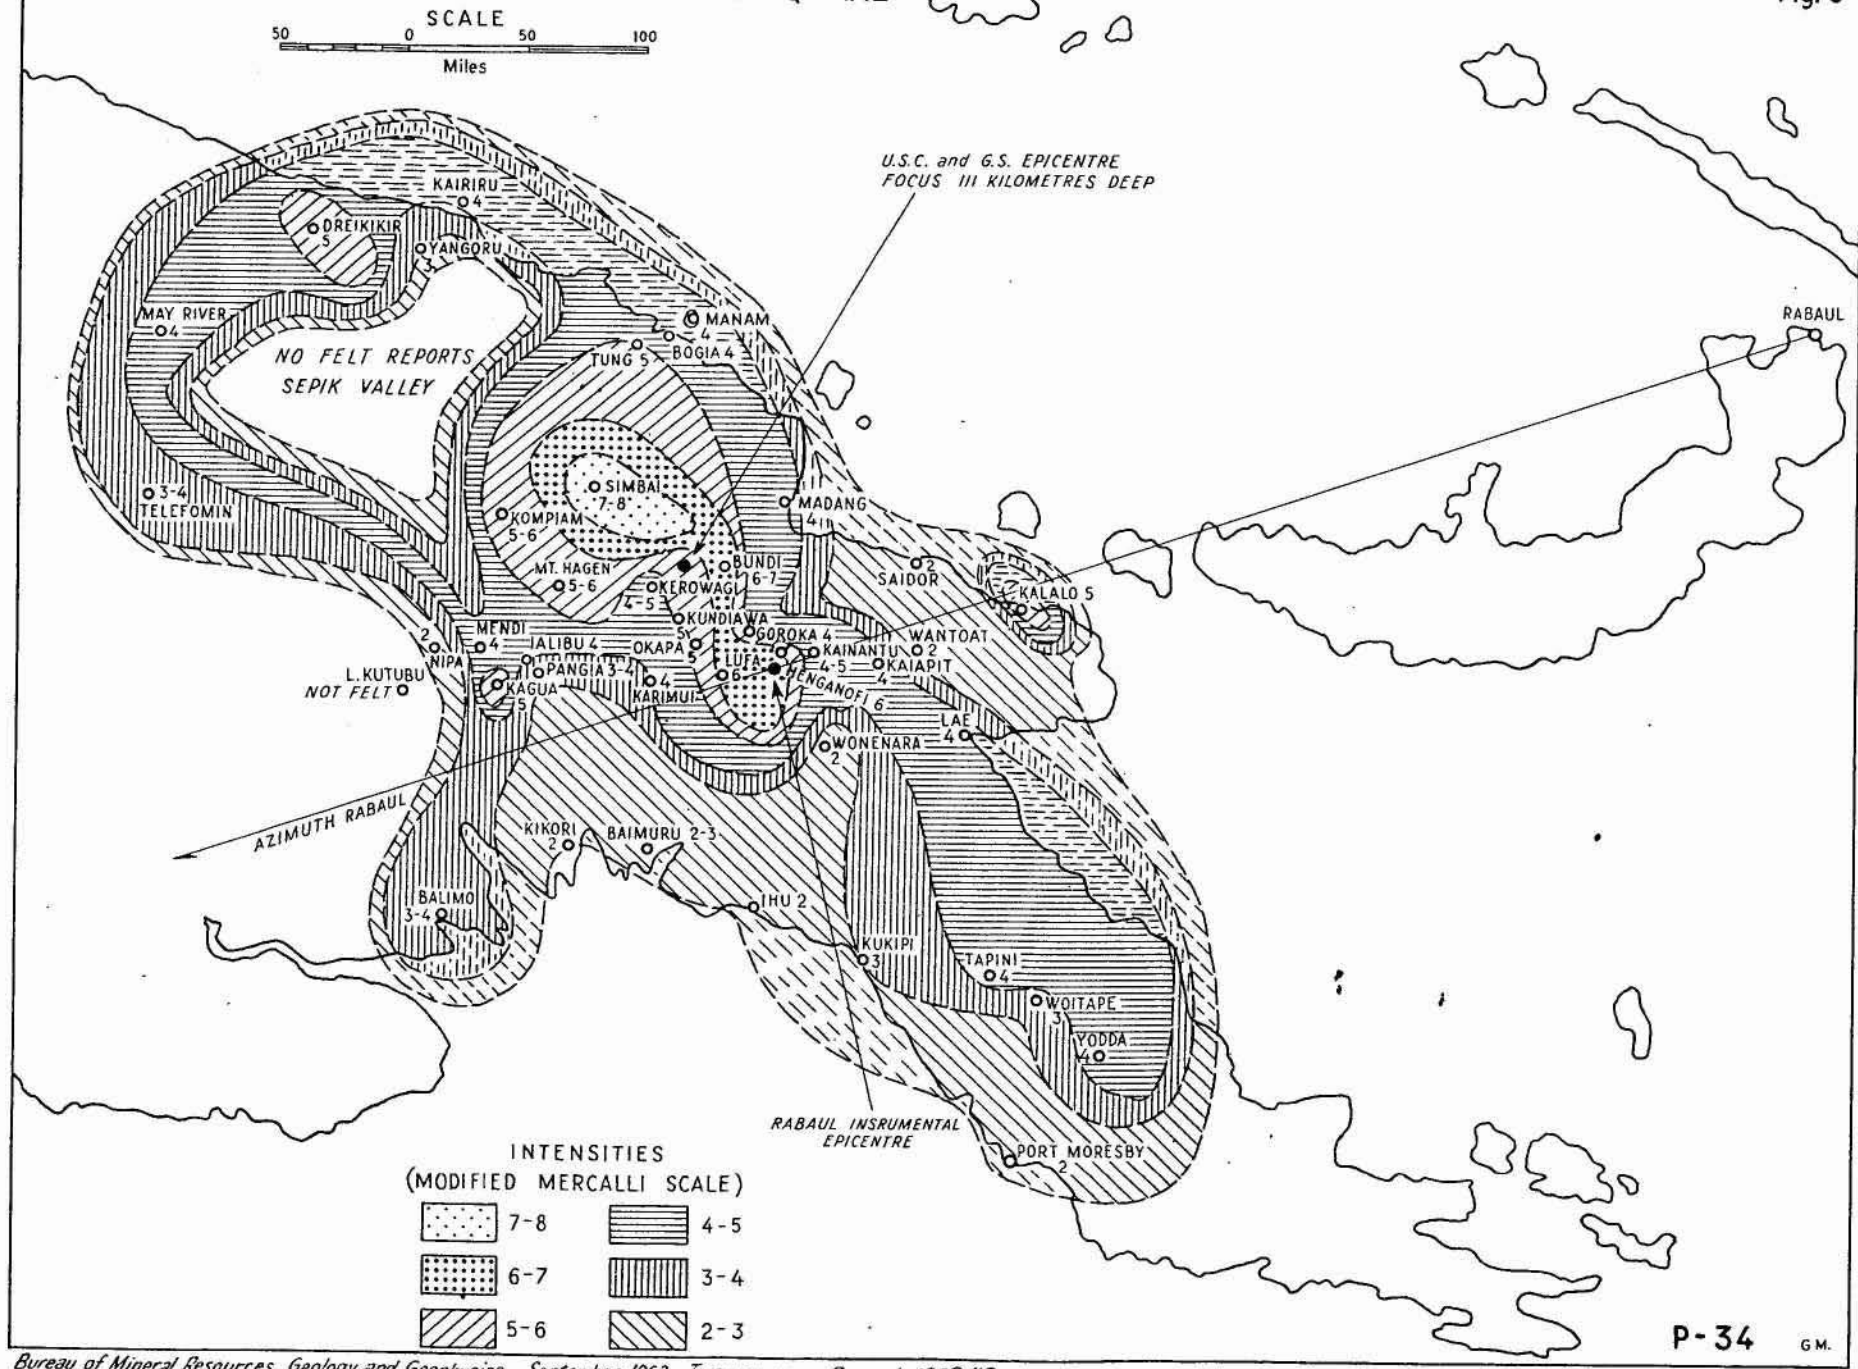 SCALE
50 0 50 100
Miles
U.S.C. and G.S. EPICENTRE
FOCUS 111 KILOMETRES DEEP
KAIRIRU
4
DREIKIKIR
5
YANGORU
3
MAY RIVER
4
NO FELT REPORTS
SEPIK VALLEY
MANAM
4
BOGIA 4
TUNG 5
RABAUL
SIMBAI
7-8
3-4
TELEFOMIN
KOMPIAM
5-6
MADANG
4
MT. HAGEN
5-6
BUNDI
6-7
KEROWAGI
4-5
2
SAIDOR
KALALO 5
KUNDIAWA
5
GOROKA 4
WANTOAT
2
2
NIPA
MENDI
4
IALIBU 4
OKAPA
5
KAINANTU
4-5
KAIAPIT
4
L. KUTUBU
NOT FELT
KAGUA
5
PANGIA 3-4
4
KARIMUI
LUFA
6
HENGANOFI 6
LAE
4
WONENARA
2
AZIMUTH RABAUL
KIKORI
2
BAIMURU 2-3
BALIMO
3-4
IHU 2
KUKIPI
3
TAPINI
4
WOITAPE
3
YODDA
4
RABAUL INSRUMENTAL
EPICENTRE
PORT MORESBY
2
INTENSITIES
(MODIFIED MERCALLI SCALE)
7-8 4-5
6-7 3-4
5-6 2-3
P-34 G M.
Bureau of Mineral Resources, Geology and Geophysics. September 1963